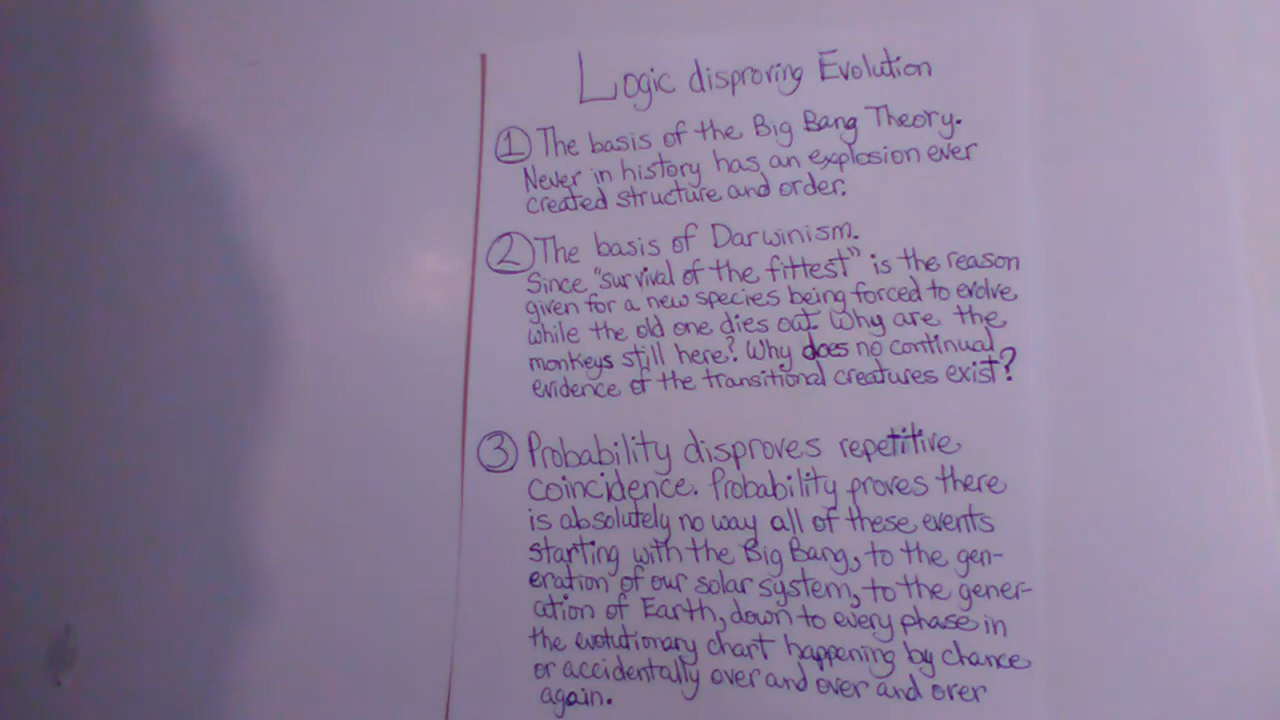 Logic disproving Evolution
① The basis of the Big Bang Theory.
Never in history has an explosion ever
created structure and order.
② The basis of Darwinism.
Since "survival of the fittest" is the reason
given for a new species being forced to evolve
while the old one dies out. Why are the
monkeys still here? Why does no continual
evidence of the transitional creatures exist?
③ Probability disproves repetitive
coincidence. Probability proves there
is absolutely no way all of these events
starting with the Big Bang, to the gen-
eration of our solar system, to the gener-
ation of Earth, down to every phase in
the evolutionary chart happening by chance
or accidentally over and over and over
again.